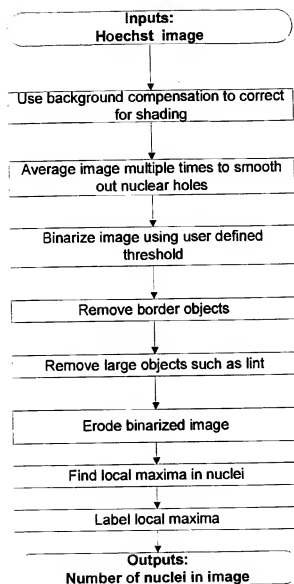 Inputs:
Hoechst image
Use background compensation to correct
for shading
Average image multiple times to smooth
out nuclear holes
Binarize image using user defined
threshold
Remove border objects
Remove large objects such as lint
Erode binarized image
Find local maxima in nuclei
Label local maxima
Outputs:
Number of nuclei in image